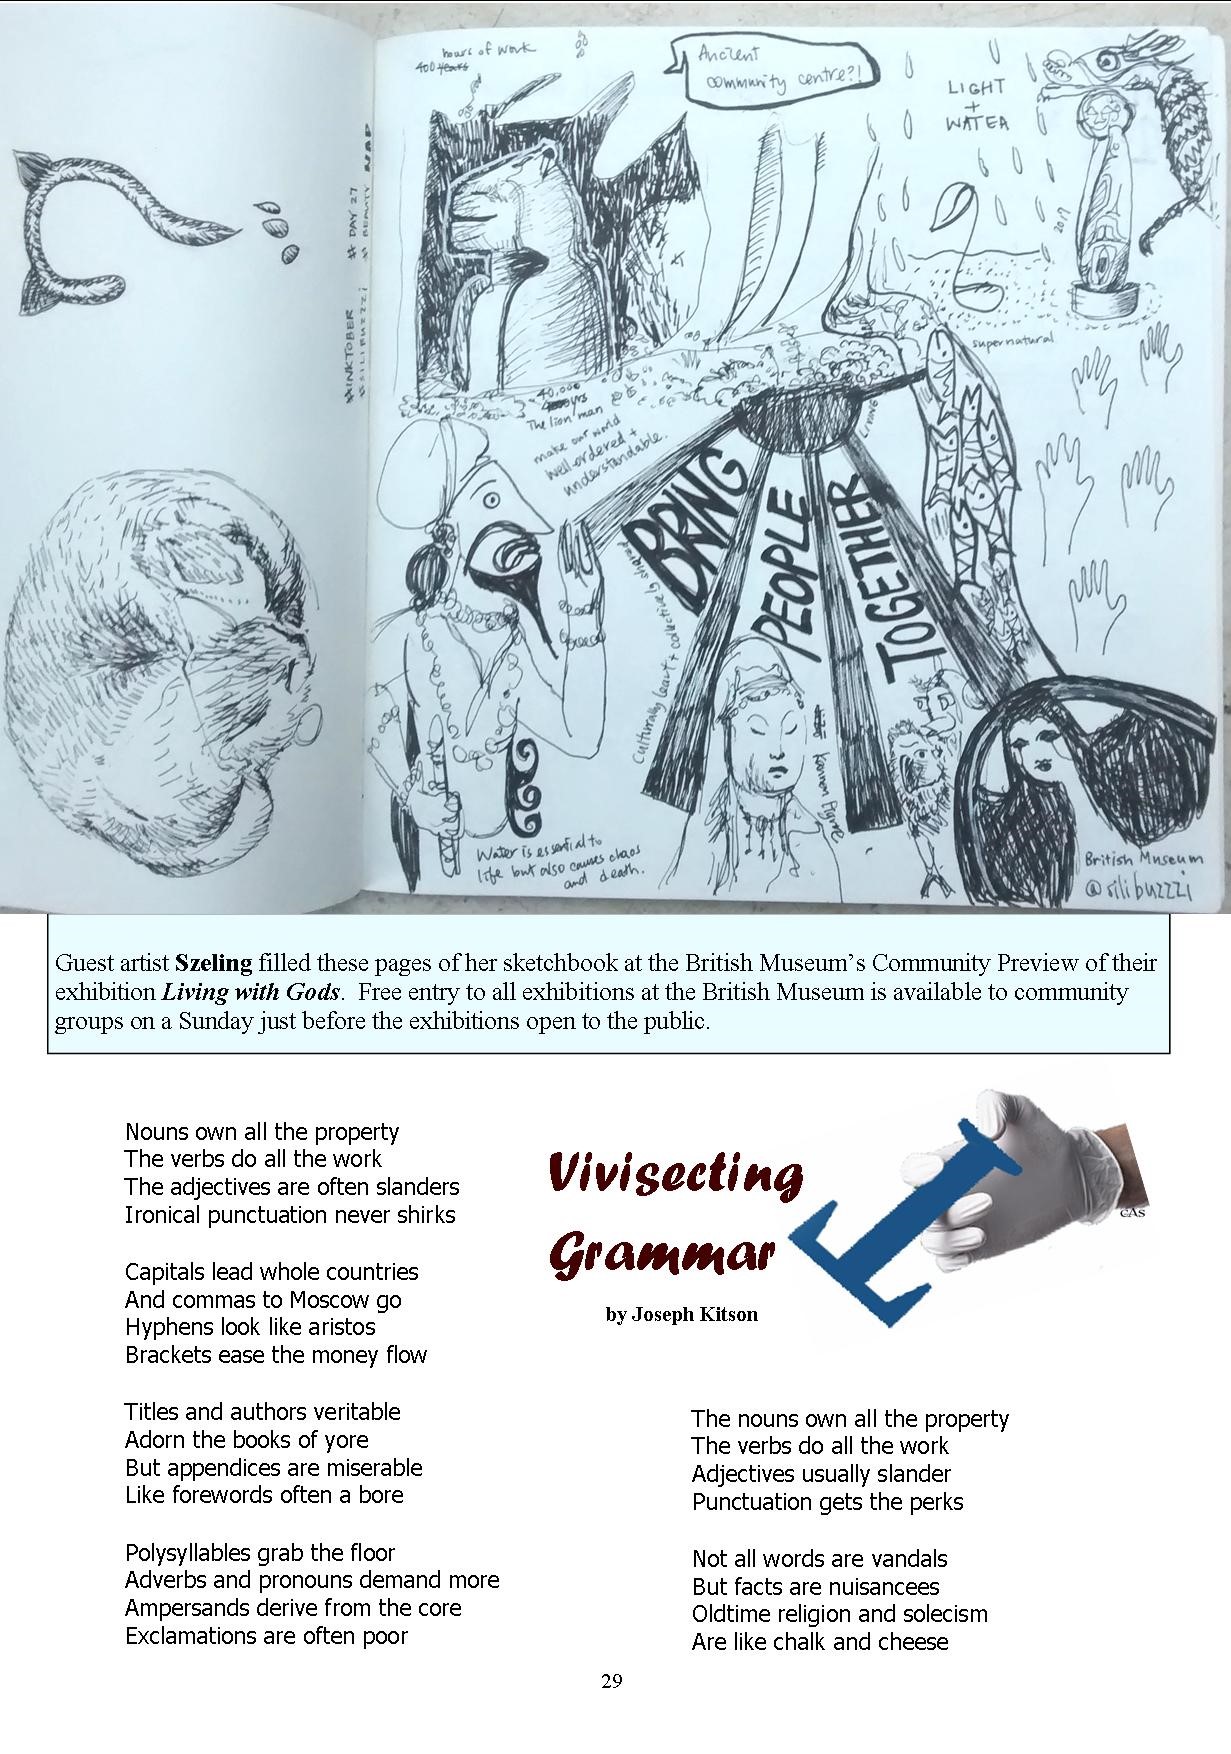 hours of work
400 years
Ancient
community centre?!
LIGHT
+
WATER
2017
supernatural
#INKTOBER # DAY 27
#SILIBUZZZI # BEAUTY NAP
40,000
yrs
The lion man
make our world
well-ordered +
understandable.
LIVING
BRING
PEOPLE
TOGETHER
Culturally learnt + collectively shared
Water is essential to
life but also causes chaos
and death.
British Museum
@silibuzzzi
Guest artist Szeling filled these pages of her sketchbook at the British Museum’s Community Preview of their
exhibition Living with Gods. Free entry to all exhibitions at the British Museum is available to community
groups on a Sunday just before the exhibitions open to the public.
Vivisecting
Grammar
by Joseph Kitson
GAS
Nouns own all the property
The verbs do all the work
The adjectives are often slanders
Ironical punctuation never shirks
Capitals lead whole countries
And commas to Moscow go
Hyphens look like aristos
Brackets ease the money flow
Titles and authors veritable
Adorn the books of yore
But appendices are miserable
Like forewords often a bore
Polysyllables grab the floor
Adverbs and pronouns demand more
Ampersands derive from the core
Exclamations are often poor
The nouns own all the property
The verbs do all the work
Adjectives usually slander
Punctuation gets the perks
Not all words are vandals
But facts are nuisancees
Oldtime religion and solecism
Are like chalk and cheese
29